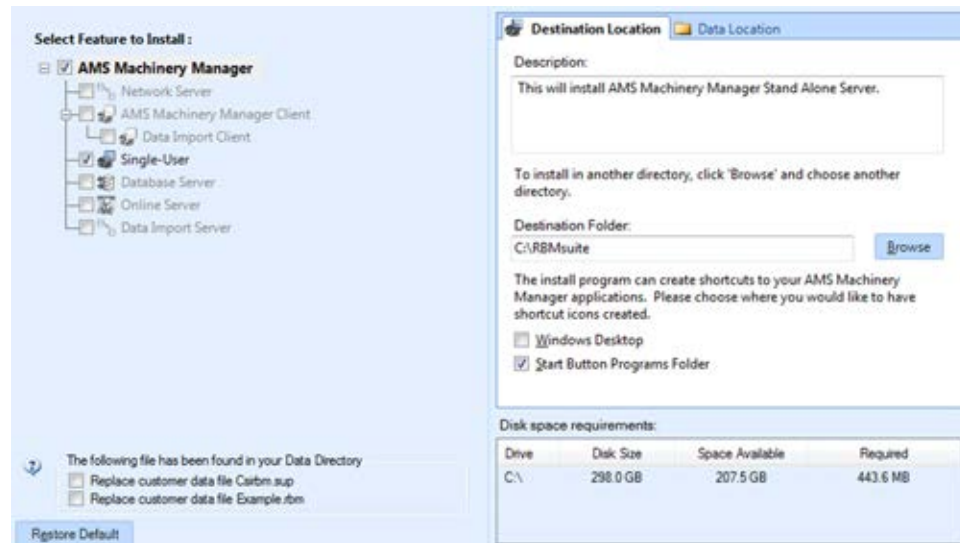 Select Feature to Install :
AMS Machinery Manager
Network Server
AMS Machinery Manager Client
Data Import Client
Single-User
Database Server
Online Server
Data Import Server
The following file has been found in your Data Directory
Replace customer data file Csirbm.sup
Replace customer data file Example.rbm
Restore Default
Destination Location
Data Location
Description:
This will install AMS Machinery Manager Stand Alone Server.
To install in another directory, click 'Browse' and choose another
directory.
Destination Folder:
C:\RBMsuite
Browse
The install program can create shortcuts to your AMS Machinery
Manager applications.  Please choose where you would like to have
shortcut icons created.
Windows Desktop
Start Button Programs Folder
Disk space requirements:
Drive Disk Size Space Available Required
C:\ 298.0 GB 207.5 GB 443.6 MB